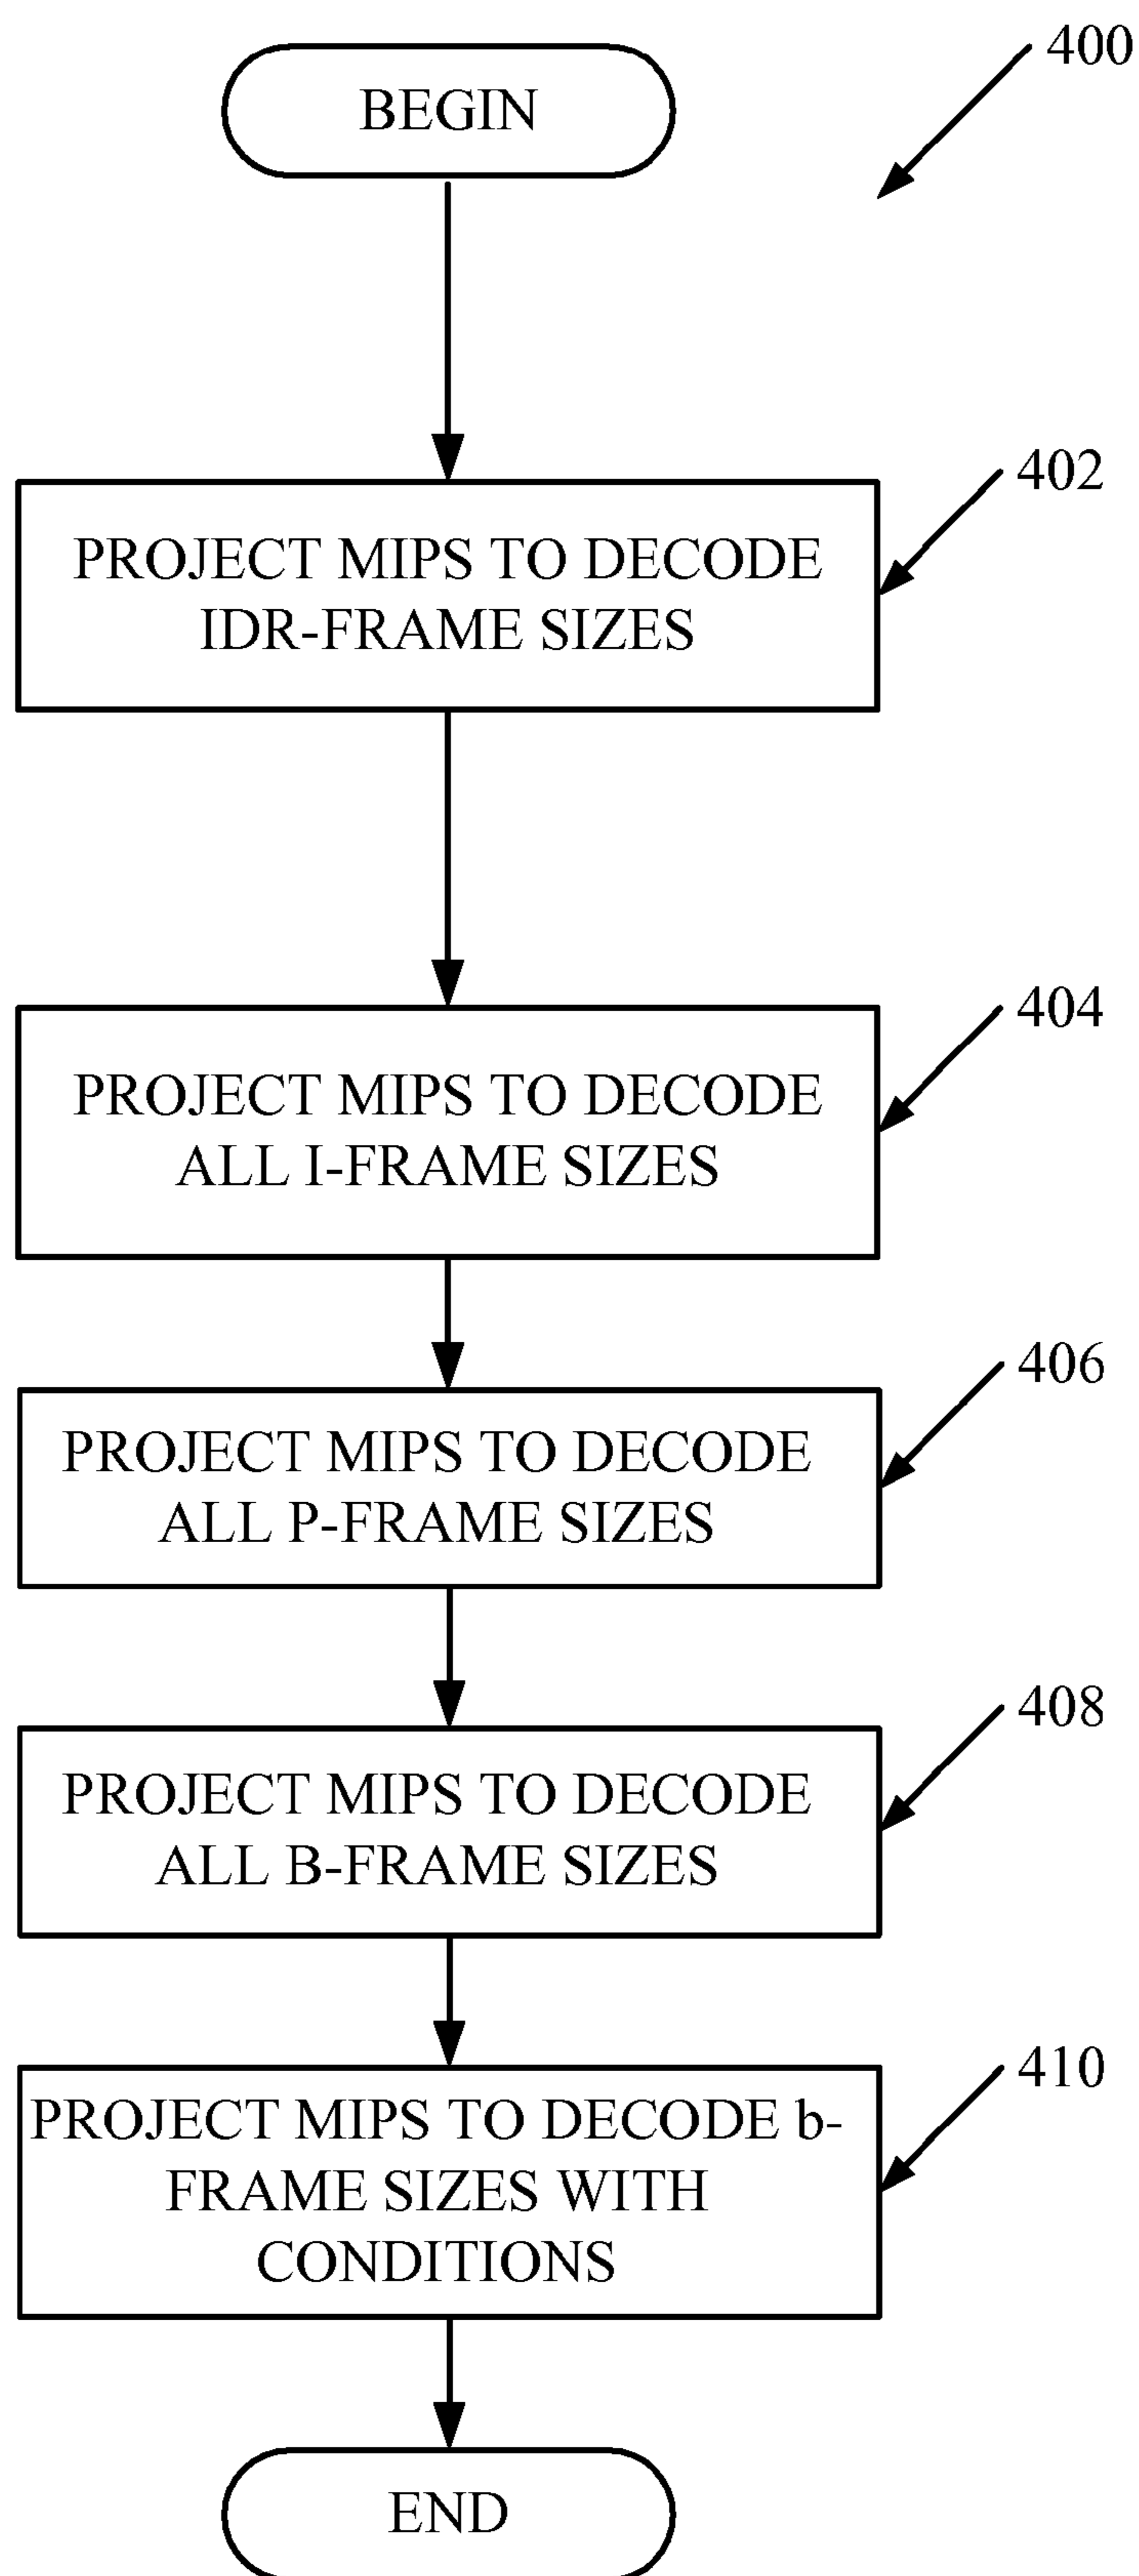 400
BEGIN
402
PROJECT MIPS TO DECODE
IDR-FRAME SIZES
404
PROJECT MIPS TO DECODE
ALL I-FRAME SIZES
406
PROJECT MIPS TO DECODE
ALL P-FRAME SIZES
408
PROJECT MIPS TO DECODE
ALL B-FRAME SIZES
410
PROJECT MIPS TO DECODE b-
FRAME SIZES WITH
CONDITIONS
END